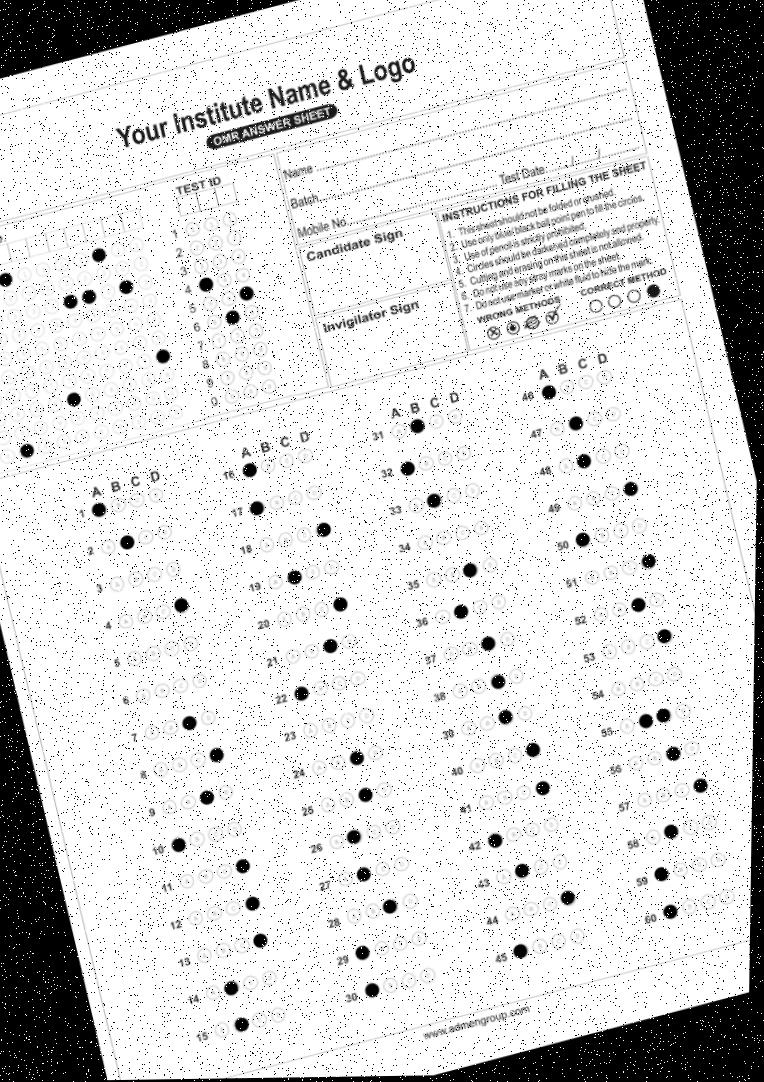 Your Institute Name & Logo
OMR ANSWER SHEET
TEST ID
Name
Batch
Mobile No.
Test Date / /
Candidate Sign
Invigilator Sign
INSTRUCTIONS FOR FILLING THE SHEET
1. This sheet should not be folded or crushed.
2. Use only blue/ black ball point pen to fill the circles.
3. Use of pencil is strictly prohibited.
4. Circles should be darkened completely and properly.
5. Cutting and erasing on this sheet is not allowed.
6. Do not use any stray marks on the sheet.
7. Do not use marker or white fluid to hide the mark.
WRONG METHODS
CORRECT METHOD
1
2
3
4
5
6
7
8
9
0
A B C D
1
2
3
4
5
6
7
8
9
10
11
12
13
14
15
A B C D
16
17
18
19
20
21
22
23
24
25
26
27
28
29
30
A B C D
31
32
33
34
35
36
37
38
39
40
41
42
43
44
45
A B C D
46
47
48
49
50
51
52
53
54
55
56
57
58
59
60
www.admengroup.com